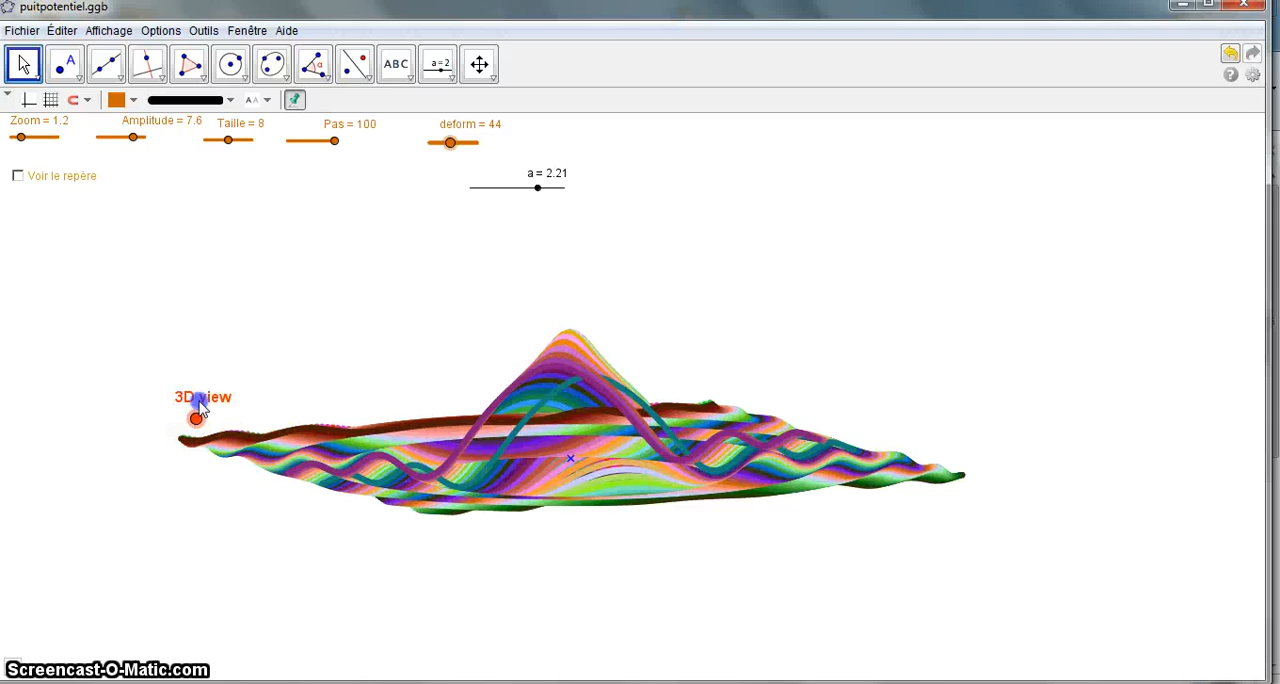 puitpotentiel.ggb
Fichier Éditer Affichage Options Outils Fenêtre Aide
A α ABC a=2
AA
Zoom = 1.2 Amplitude = 7.6 Taille = 8 Pas = 100 deform = 44
Voir le repère
a = 2.21
3D view
Screencast-O-Matic.com